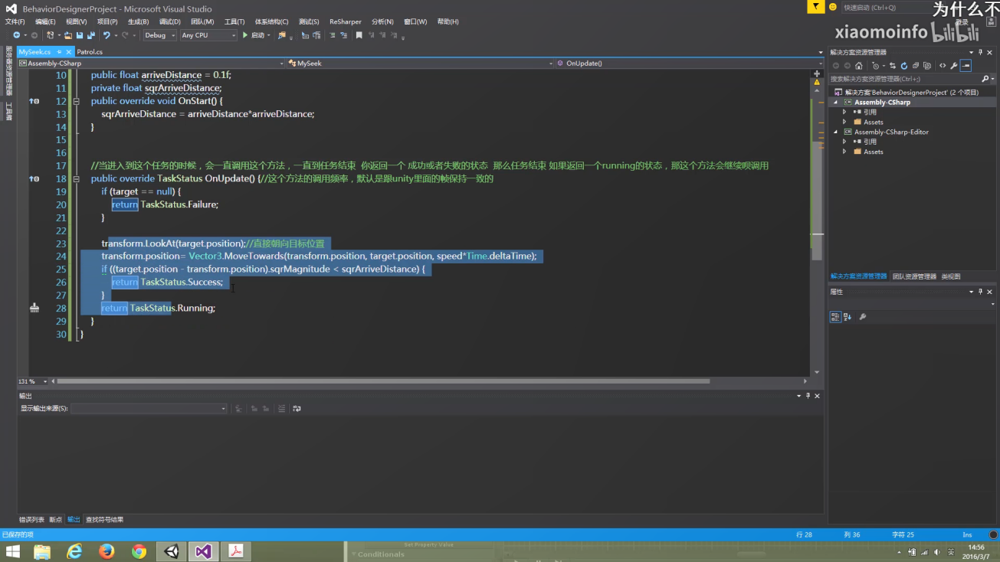 BehaviorDesignerProject - Microsoft Visual Studio
快速启动 (Ctrl+Q)
为什么不
文件(F)
编辑(E)
视图(V)
项目(P)
生成(B)
调试(D)
团队(M)
工具(T)
体系结构(C)
测试(S)
ReSharper
分析(N)
窗口(W)
帮助(H)
登录
xiaomoinfo bilibili
Debug
Any CPU
启动
MySeek.cs
Patrol.cs
Assembly-CSharp
MySeek
OnUpdate()
服务器资源管理器
工具箱
10 public float arriveDistance = 0.1f;
11 private float sqrArriveDistance;
12 public override void OnStart() {
13 sqrArriveDistance = arriveDistance*arriveDistance;
14 }
15
16
17 //当进入到这个任务的时候，会一直调用这个方法，一直到任务结束 你返回一个 成功或者失败的状态 那么任务结束 如果返回一个running的状态，那这个方法会继续呗调用
18 public override TaskStatus OnUpdate() {//这个方法的调用频率，默认是跟unity里面的帧保持一致的
19 if (target == null) {
20 return TaskStatus.Failure;
21 }
22
23 transform.LookAt(target.position);//直接朝向目标位置
24 transform.position= Vector3.MoveTowards(transform.position, target.position, speed*Time.deltaTime);
25 if ((target.position - transform.position).sqrMagnitude < sqrArriveDistance) {
26 return TaskStatus.Success;
27 }
28 return TaskStatus.Running;
29 }
30 }
131 %
输出
显示输出来源(S):
错误列表
断点
输出
查找符号结果
解决方案资源管理器
搜索解决方案资源管理器(Ctrl+;)
解决方案'BehaviorDesignerProject' (2 个项目)
Assembly-CSharp
引用
Assets
Assembly-CSharp-Editor
引用
Assets
解决方案资源管理器
团队资源管理器
类视图
属性
已保存的项
行 28
列 36
字符 25
Ins
Set Property Value
Conditionals
英
14:56
2016/3/7